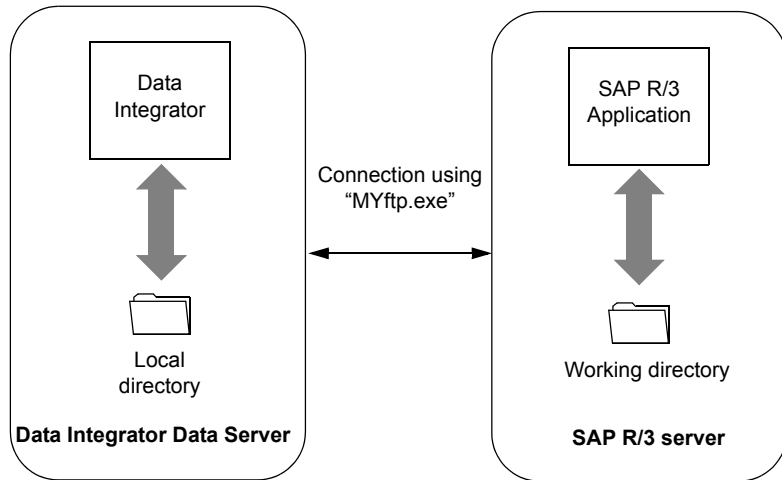 Data
Integrator
Local
directory
Data Integrator Data Server
Connection using
“MYftp.exe”
SAP R/3
Application
Working directory
SAP R/3 server